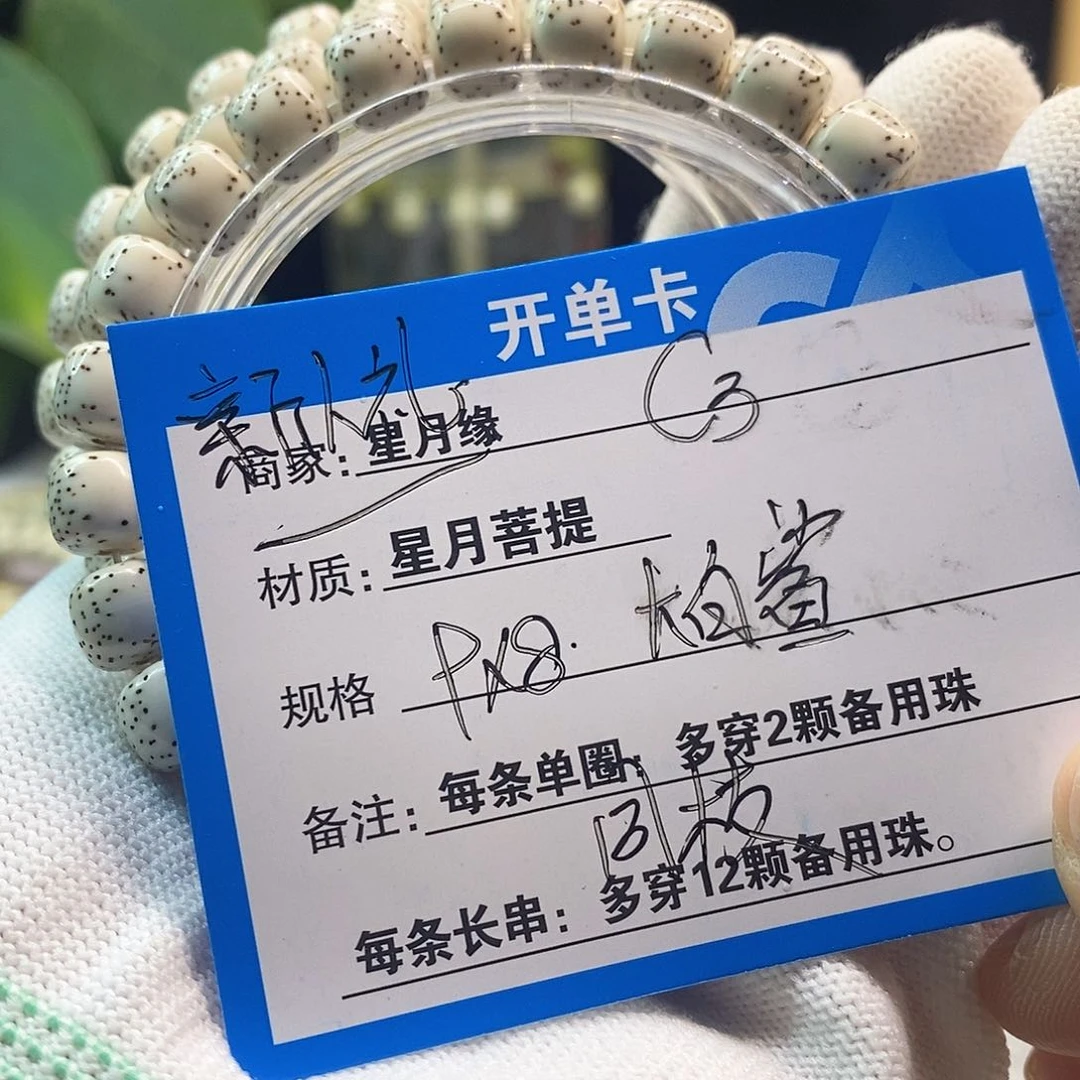 开单卡
商家：星月缘
材质：星月菩提
规格 PX8.
备注：每条单圈，多穿2颗备用珠
每条长串：多穿12颗备用珠。